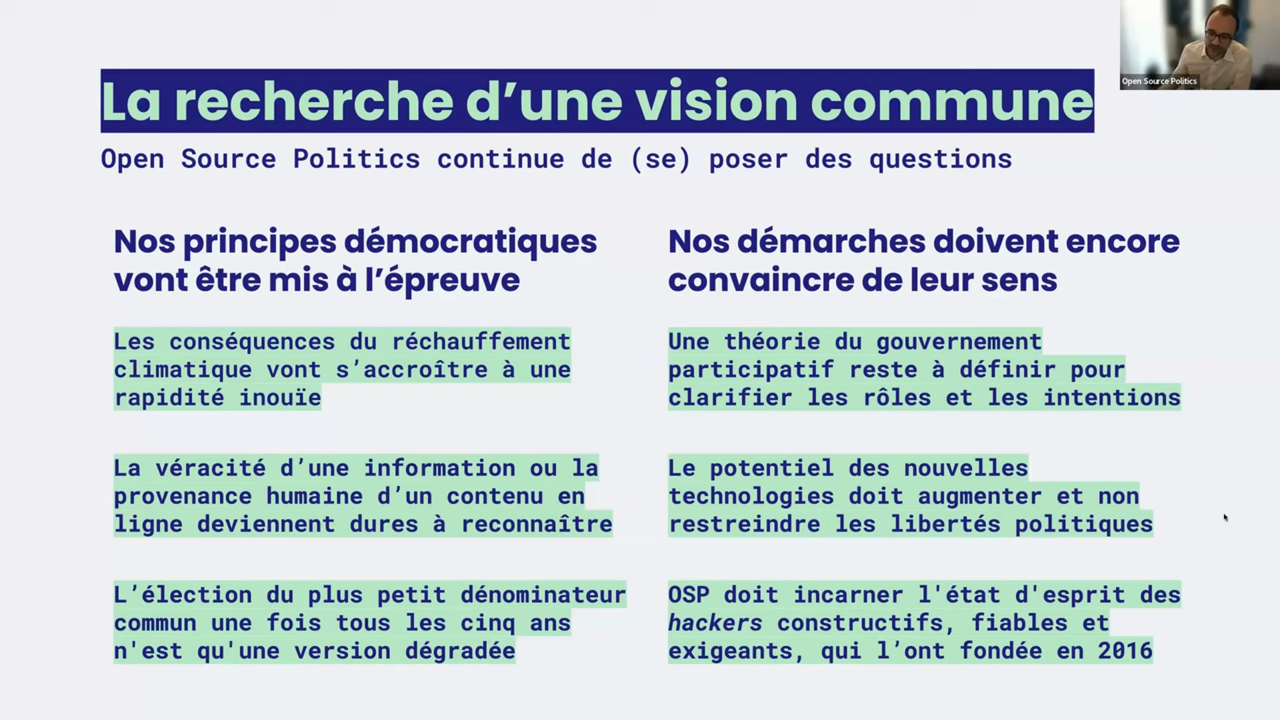 La recherche d’une vision commune
Open Source Politics continue de (se) poser des questions
Open Source Politics
Nos principes démocratiques
vont être mis à l’épreuve
Les conséquences du réchauffement
climatique vont s’accroître à une
rapidité inouïe
La véracité d’une information ou la
provenance humaine d’un contenu en
ligne deviennent dures à reconnaître
L’élection du plus petit dénominateur
commun une fois tous les cinq ans
n'est qu'une version dégradée
Nos démarches doivent encore
convaincre de leur sens
Une théorie du gouvernement
participatif reste à définir pour
clarifier les rôles et les intentions
Le potentiel des nouvelles
technologies doit augmenter et non
restreindre les libertés politiques
OSP doit incarner l'état d'esprit des
hackers constructifs, fiables et
exigeants, qui l’ont fondée en 2016